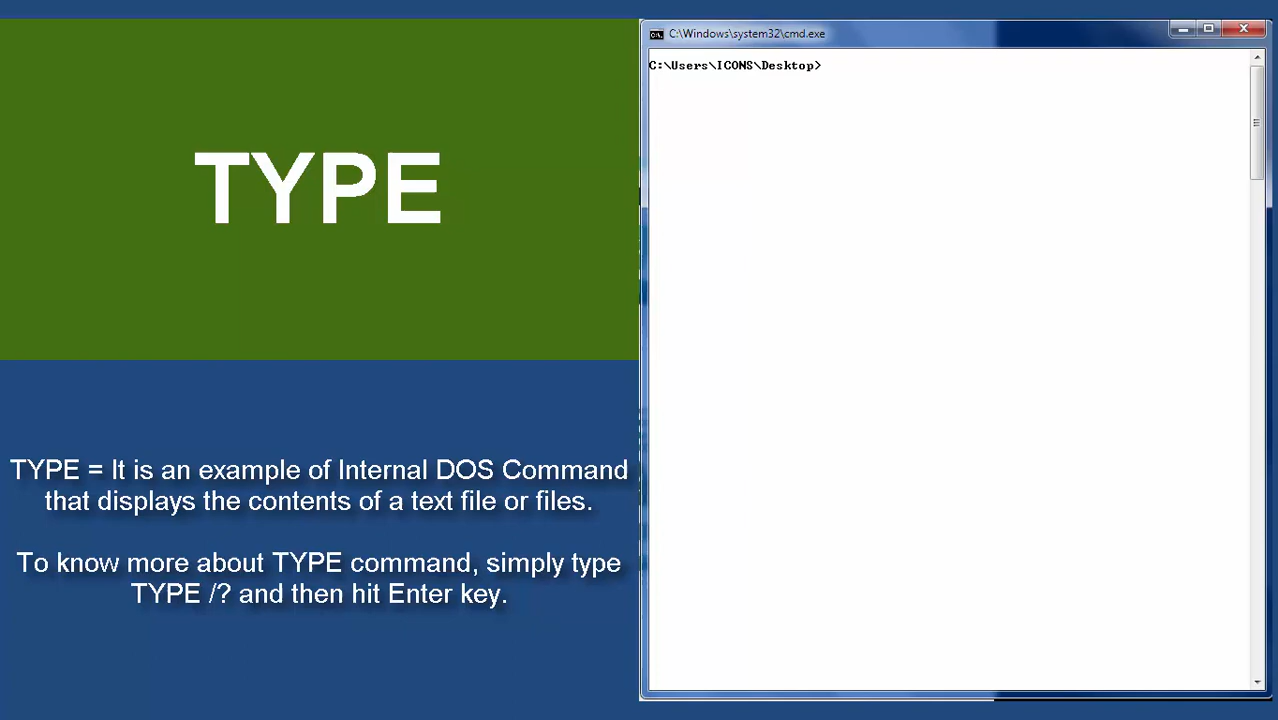 TYPE
TYPE = It is an example of Internal DOS Command
that displays the contents of a text file or files.
To know more about TYPE command, simply type
TYPE /? and then hit Enter key.
C:\Windows\system32\cmd.exe
C:\Users\ICONS\Desktop>